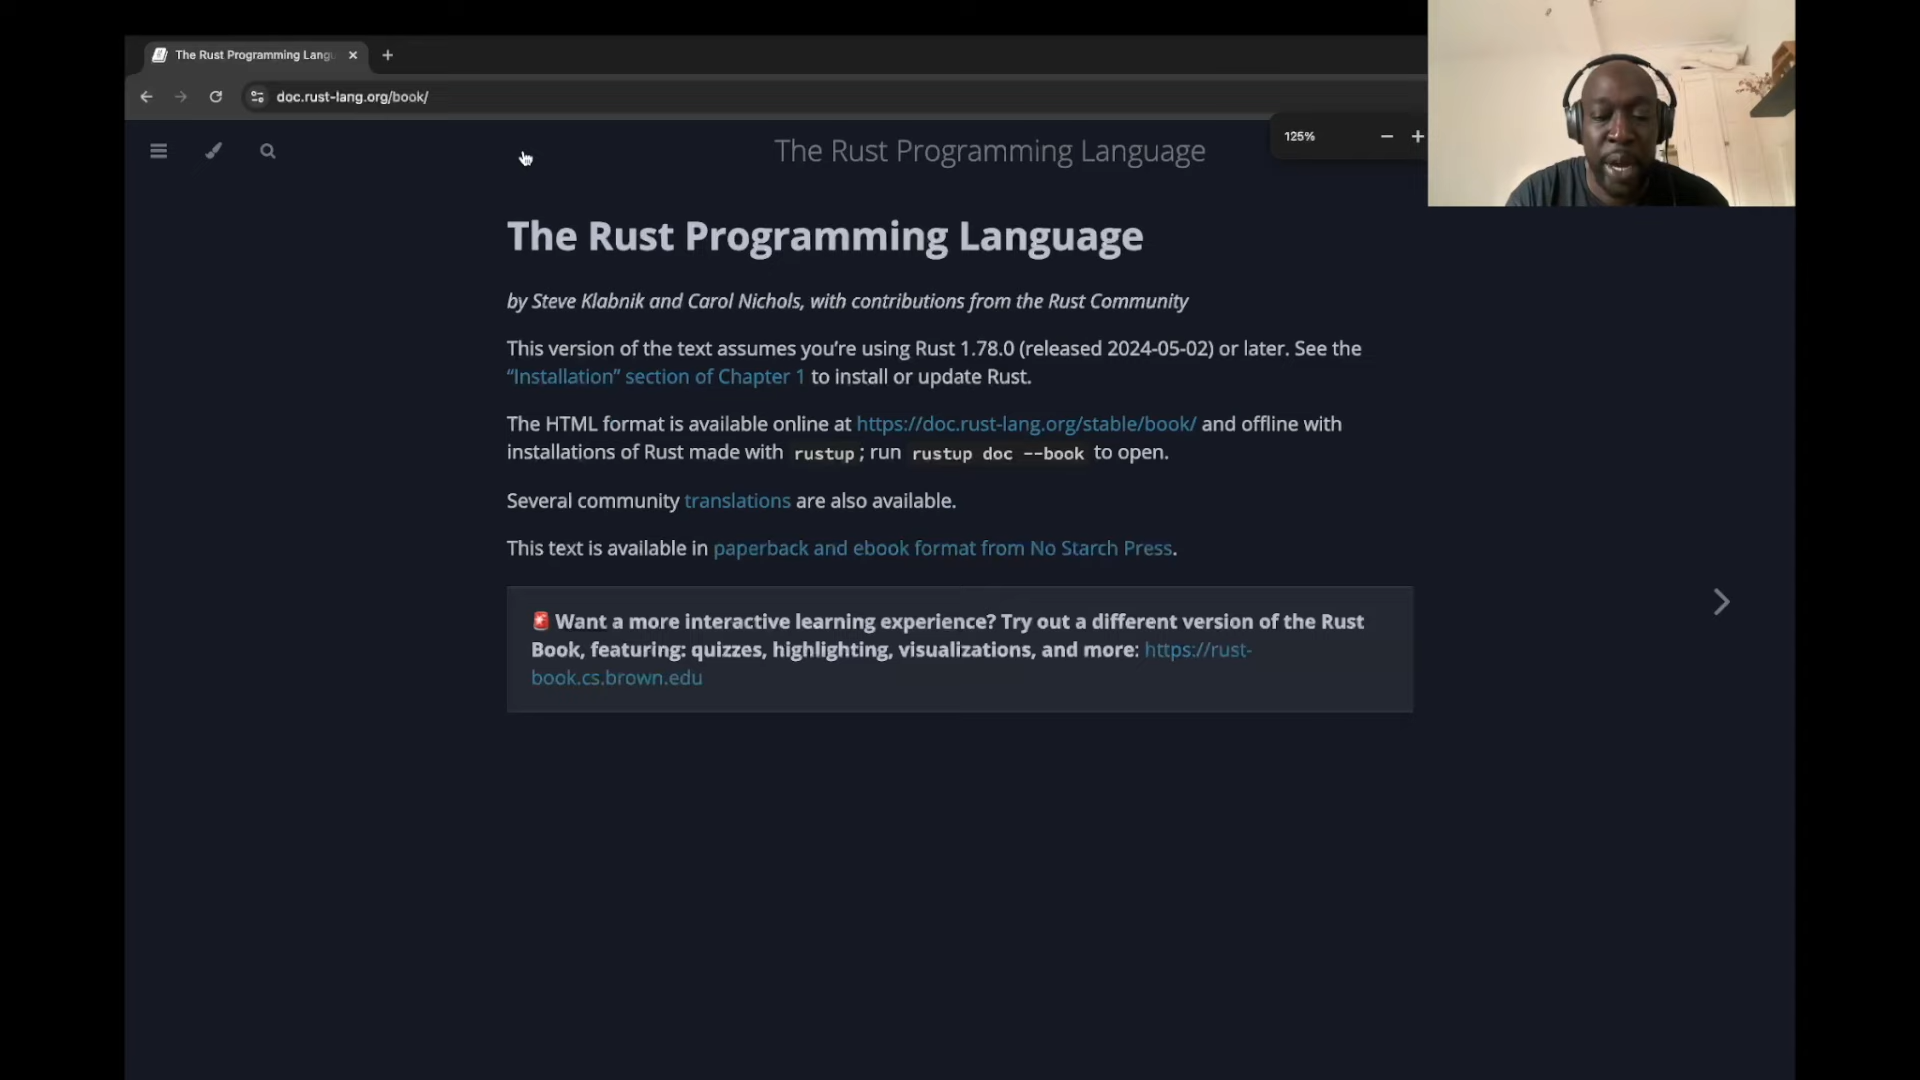 The Rust Programming Lang
doc.rust-lang.org/book/
The Rust Programming Language
125%
The Rust Programming Language
by Steve Klabnik and Carol Nichols, with contributions from the Rust Community
This version of the text assumes you’re using Rust 1.78.0 (released 2024-05-02) or later. See the
“Installation” section of Chapter 1 to install or update Rust.
The HTML format is available online at https://doc.rust-lang.org/stable/book/ and offline with
installations of Rust made with rustup; run rustup doc --book to open.
Several community translations are also available.
This text is available in paperback and ebook format from No Starch Press.
🚨 Want a more interactive learning experience? Try out a different version of the Rust
Book, featuring: quizzes, highlighting, visualizations, and more: https://rust-
book.cs.brown.edu